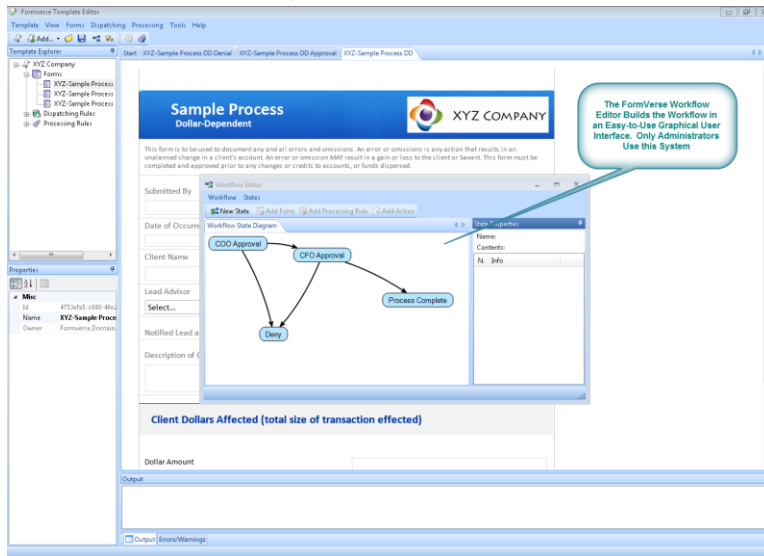 Formverse Template Editor
Template View Forms Dispatching Processing Tools Help
Add..
Template Explorer
Start XYZ-Sample Process DD Denial XYZ-Sample Process DD Approval XYZ-Sample Process DD
XYZ Company
Forms
XYZ-Sample Process
XYZ-Sample Process
XYZ-Sample Process
Dispatching Rules
Processing Rules
Sample Process
Dollar-Dependent
XYZ COMPANY
The FormVerse Workflow
Editor Builds the Workflow in
an Easy-to-Use Graphical User
Interface. Only Administrators
Use this System
This form is to be used to document any and all errors and omissions. An error or omissions is any action that results in an
unplanned change in a client's account. An error or omission MAY result in a gain or loss to the client or Savant. This form must be
completed and approved prior to any changes to accounts, or funds dispersed.
Submitted By
Date of Occurre
Client Name
Lead Advisor
Select...
Notified Lead a
Description of
Workflow Editor
Workflow States
New State Add Form Add Processing Rule Add Action
Workflow State Diagram
State Properties
Name:
Contents:
N. Info
COO Approval
CFO Approval
Process Complete
Deny
Properties
Misc
Id
Name XYZ-Sample Proce
Owner Formverse.Domain.
Client Dollars Affected (total size of transaction effected)
Dollar Amount
Output
Output Errors/Warnings